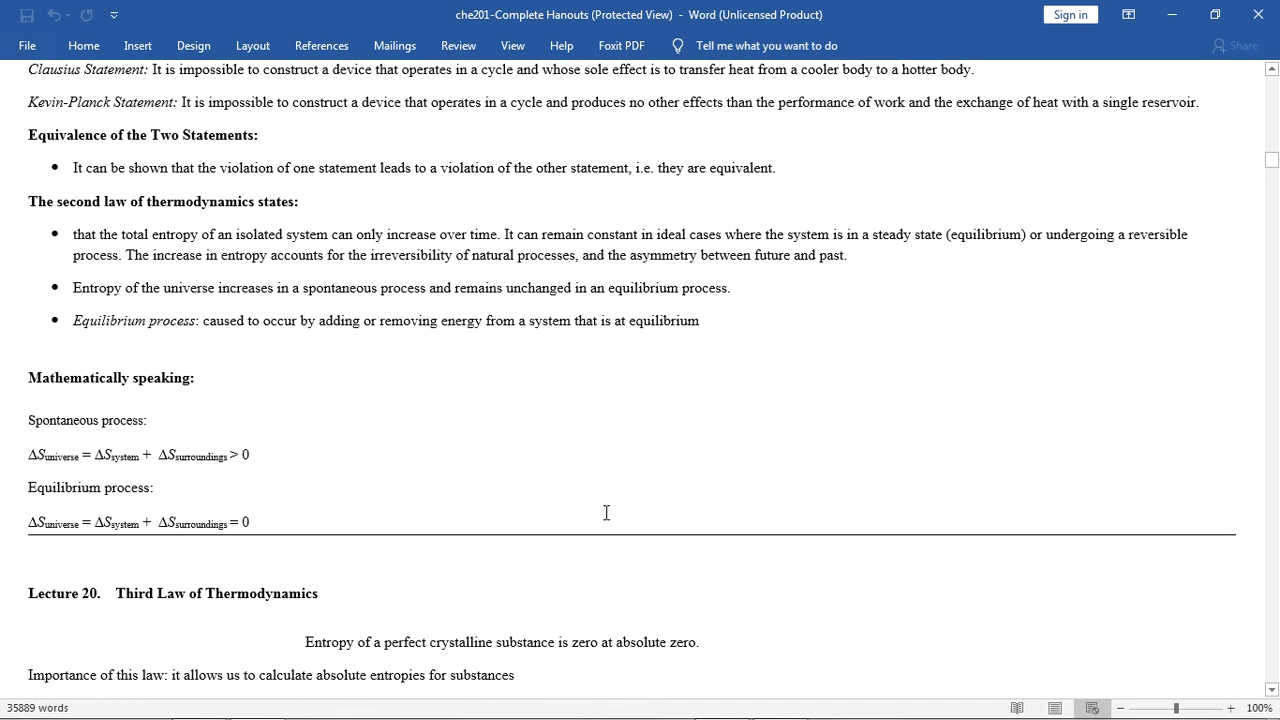 che201-Complete Hanouts (Protected View) - Word (Unlicensed Product)
Sign in
File Home Insert Design Layout References Mailings Review View Help Foxit PDF Tell me what you want to do Share
Clausius Statement: It is impossible to construct a device that operates in a cycle and whose sole effect is to transfer heat from a cooler body to a hotter body.
Kevin-Planck Statement: It is impossible to construct a device that operates in a cycle and produces no other effects than the performance of work and the exchange of heat with a single reservoir.
Equivalence of the Two Statements:
• It can be shown that the violation of one statement leads to a violation of the other statement, i.e. they are equivalent.
The second law of thermodynamics states:
• that the total entropy of an isolated system can only increase over time. It can remain constant in ideal cases where the system is in a steady state (equilibrium) or undergoing a reversible
process. The increase in entropy accounts for the irreversibility of natural processes, and the asymmetry between future and past.
• Entropy of the universe increases in a spontaneous process and remains unchanged in an equilibrium process.
• Equilibrium process: caused to occur by adding or removing energy from a system that is at equilibrium
Mathematically speaking:
Spontaneous process:
ΔSuniverse = ΔSsystem + ΔSsurroundings > 0
Equilibrium process:
ΔSuniverse = ΔSsystem + ΔSsurroundings = 0
Lecture 20. Third Law of Thermodynamics
Entropy of a perfect crystalline substance is zero at absolute zero.
Importance of this law: it allows us to calculate absolute entropies for substances
35889 words
100%